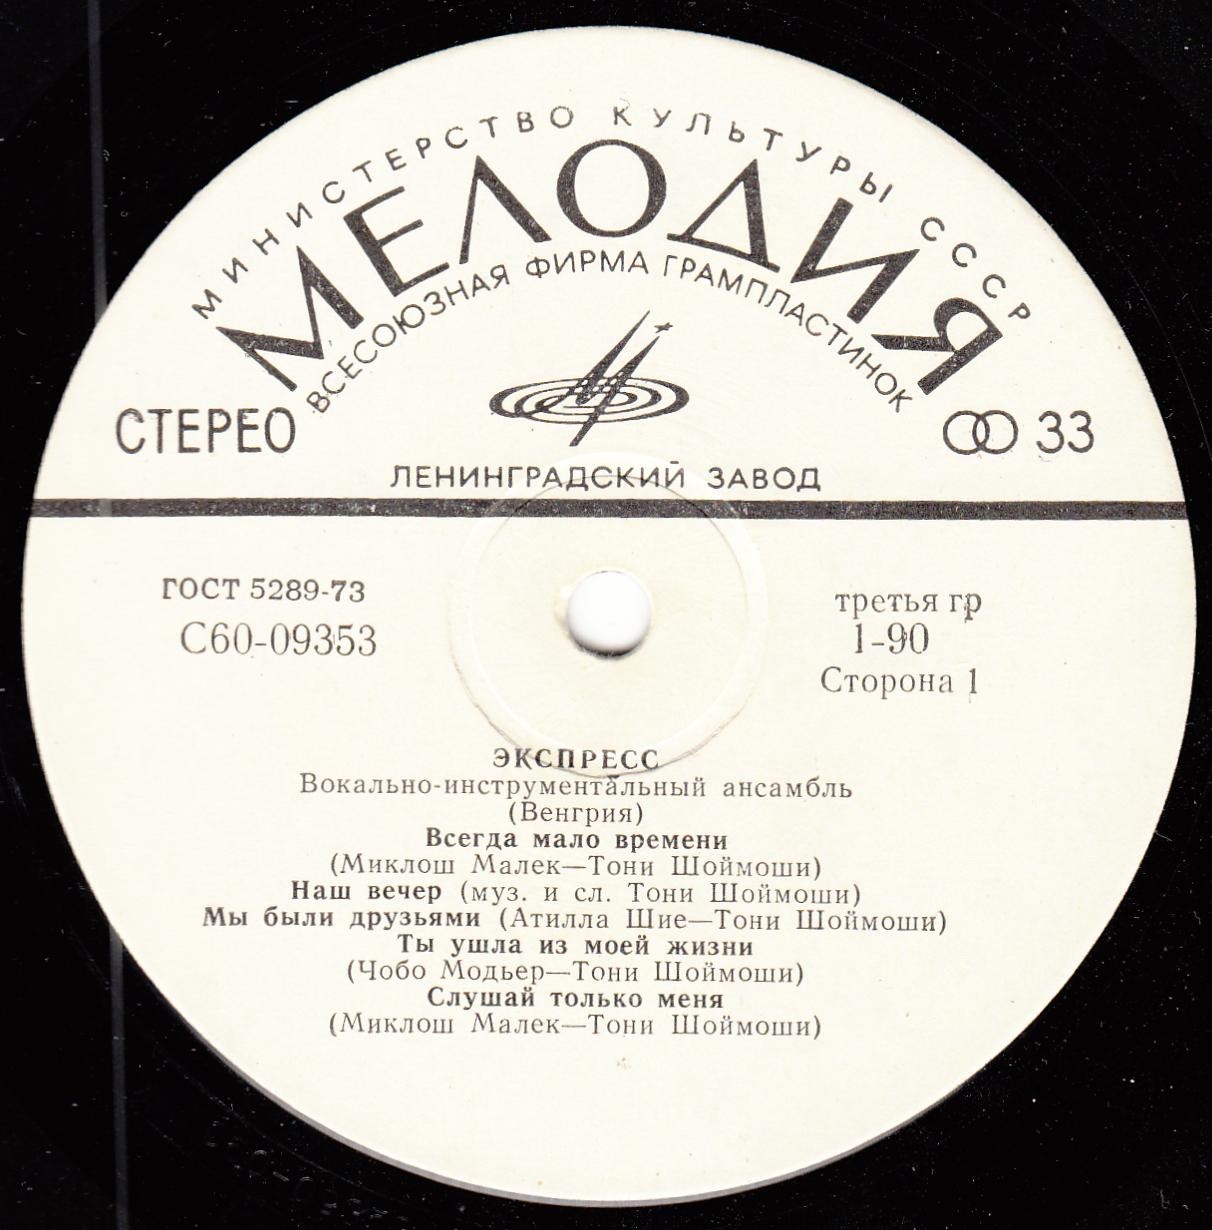 МИНИСТЕРСТВО КУЛЬТУРЫ СССР
МЕЛОДИЯ
ВСЕСОЮЗНАЯ ФИРМА ГРАМПЛАСТИНОК
СТЕРЕО
33
ЛЕНИНГРАДСКИЙ ЗАВОД
ГОСТ 5289-73
С60-09353
третья гр
1-90
Сторона 1
ЭКСПРЕСС
Вокально-инструментальный ансамбль
(Венгрия)
Всегда мало времени
(Миклош Малек—Тони Шоймоши)
Наш вечер (муз. и сл. Тони Шоймоши)
Мы были друзьями (Атилла Шие—Тони Шоймоши)
Ты ушла из моей жизни
(Чобо Модьер—Тони Шоймоши)
Слушай только меня
(Миклош Малек—Тони Шоймоши)